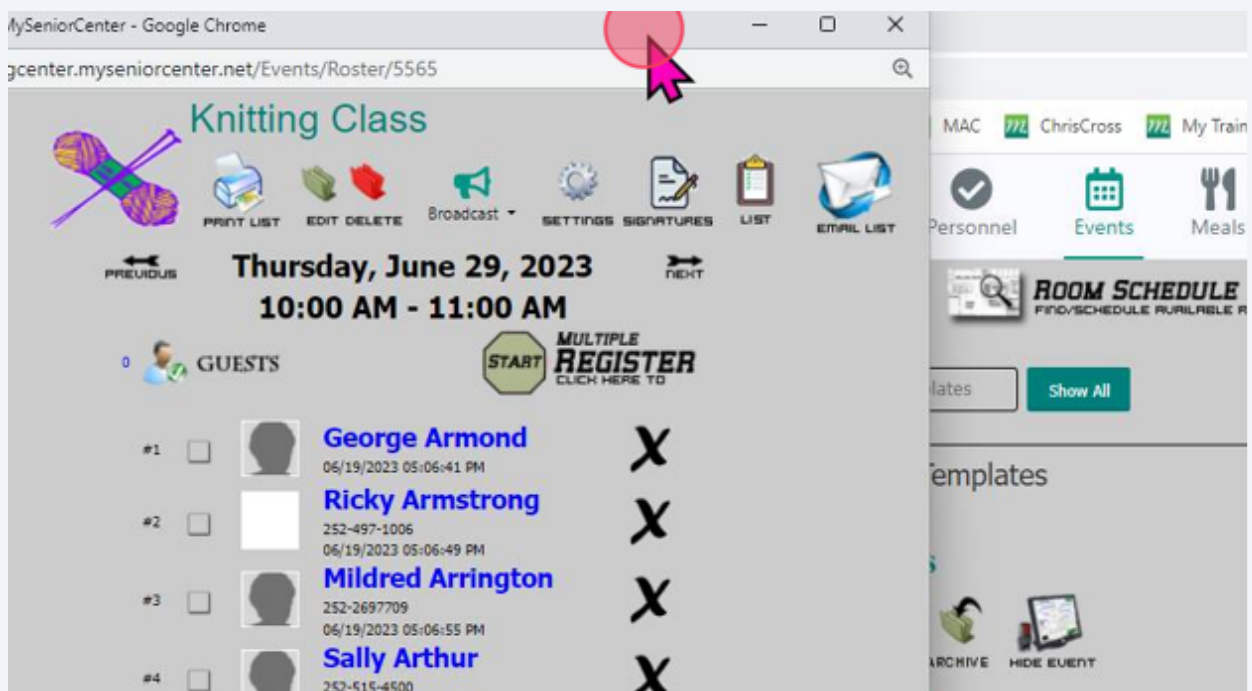 MySeniorCenter - Google Chrome
gcenter.myseniorcenter.net/Events/Roster/5565
Knitting Class
PRINT LIST
EDIT DELETE
Broadcast
SETTINGS
SIGNATURES
LIST
EMAIL LIST
PREVIOUS
Thursday, June 29, 2023
NEXT
10:00 AM - 11:00 AM
0 GUESTS
START
MULTIPLE
REGISTER
CLICK HERE TO
#1
George Armond
06/19/2023 05:06:41 PM
X
#2
Ricky Armstrong
252-497-1006
06/19/2023 05:06:49 PM
X
#3
Mildred Arrington
252-2697709
06/19/2023 05:06:55 PM
X
#4
Sally Arthur
252-515-4500
X
MAC
ChrisCross
My Train
Personnel
Events
Meals
ROOM SCHEDULE
FIND/SCHEDULE AVAILABLE R
lates
Show All
Templates
s
ARCHIVE
HIDE EVENT